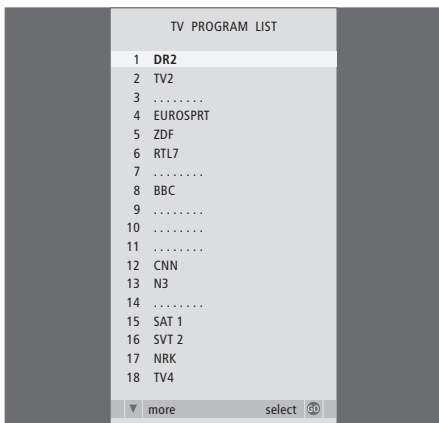 TV PROGRAM LIST
1 DR2
2 TV2
3 . . . . . . . .
4 EUROSPRT
5 ZDF
6 RTL7
7 . . . . . . . .
8 BBC
9 . . . . . . . .
10 . . . . . . . .
11 . . . . . . . .
12 CNN
13 N3
14 . . . . . . . .
15 SAT 1
16 SVT 2
17 NRK
18 TV4
▼ more select GO